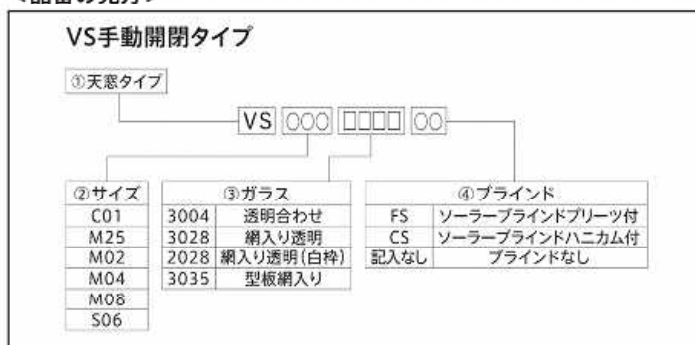 VS手動開閉タイプ
①天窓タイプ
VS ○○○ □□□□ ○○
②サイズ ③ガラス ④ブラインド
C01 3004 透明合わせ FS ソーラーブラインドプリーツ付
M25 3028 網入り透明 CS ソーラーブラインドハニカム付
M02 2028 網入り透明(白枠) 記入なし ブラインドなし
M04 3035 型板網入り
M08
S06